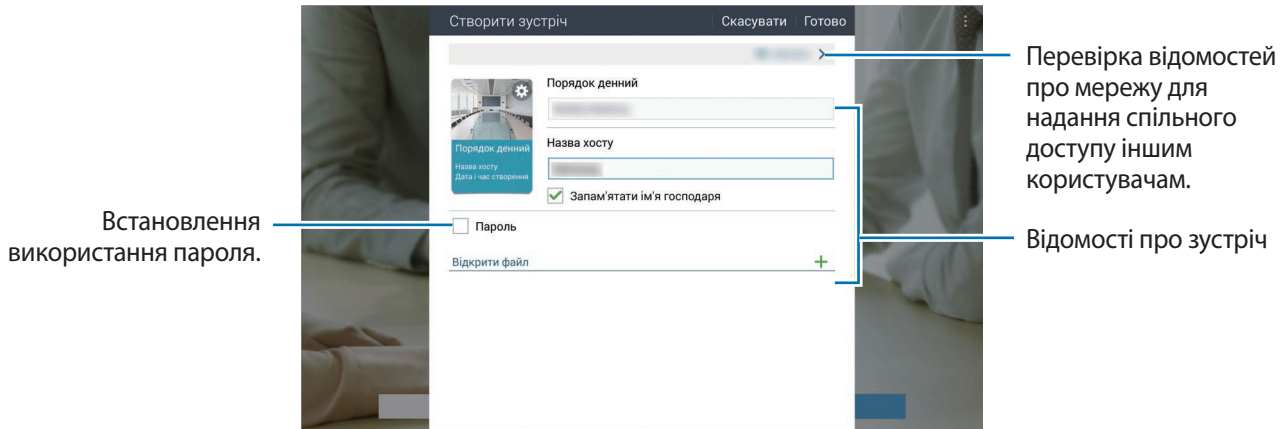 Створити зустріч
Скасувати
Готово
Порядок денний
Назва хосту
Запам'ятати ім'я господаря
Порядок денний
Назва хосту
Дата і час створення
Пароль
Відкрити файл
Встановлення
використання пароля.
Перевірка відомостей
про мережу для
надання спільного
доступу іншим
користувачам.
Відомості про зустріч